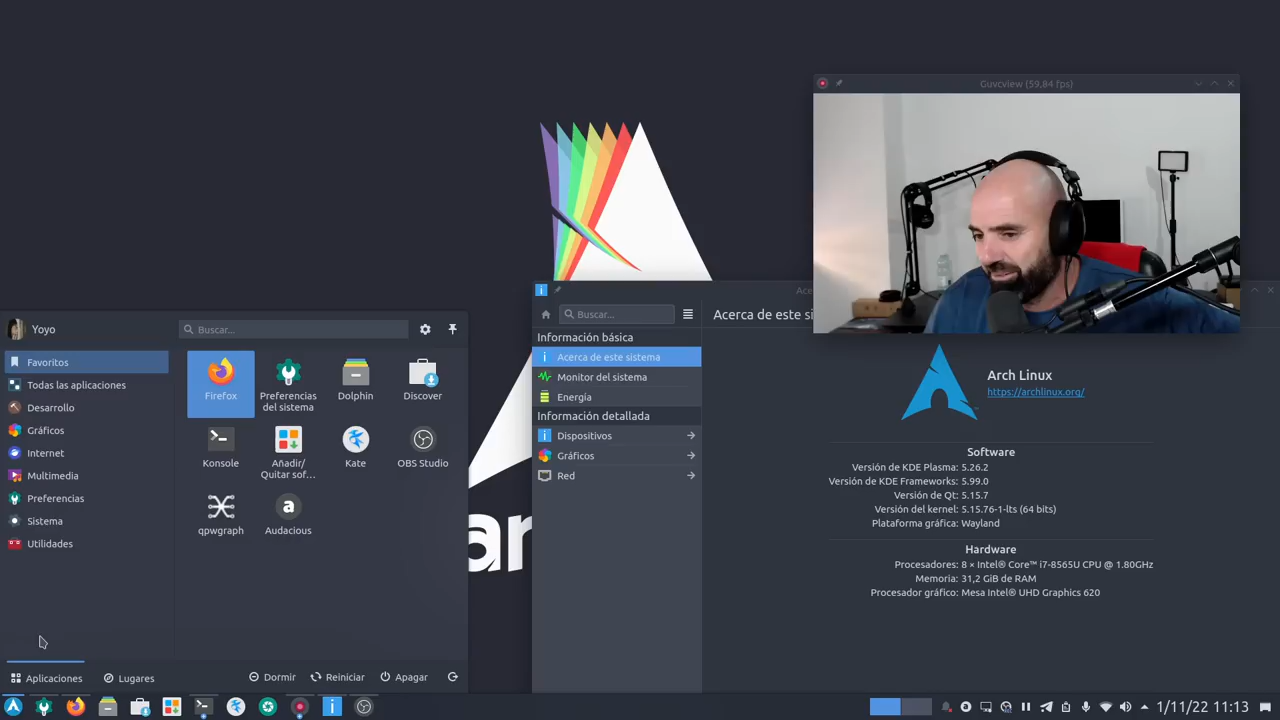 Guvcview (59,84 fps)
Yoyo
Buscar...
Favoritos
Todas las aplicaciones
Desarrollo
Gráficos
Internet
Multimedia
Preferencias
Sistema
Utilidades
Firefox
Preferencias
del sistema
Dolphin
Discover
Konsole
Añadir/
Quitar sof...
Kate
OBS Studio
qpwgraph
Audacious
Aplicaciones
Lugares
Dormir
Reiniciar
Apagar
ar
Ace
Buscar...
Acerca de este si
Información básica
Acerca de este sistema
Monitor del sistema
Energía
Información detallada
Dispositivos
Gráficos
Red
Arch Linux
https://archlinux.org/
Software
Versión de KDE Plasma: 5.26.2
Versión de KDE Frameworks: 5.99.0
Versión de Qt: 5.15.7
Versión del kernel: 5.15.76-1-lts (64 bits)
Plataforma gráfica: Wayland
Hardware
Procesadores: 8 × Intel® Core™ i7-8565U CPU @ 1.80GHz
Memoria: 31,2 GiB de RAM
Procesador gráfico: Mesa Intel® UHD Graphics 620
1/11/22 11:13